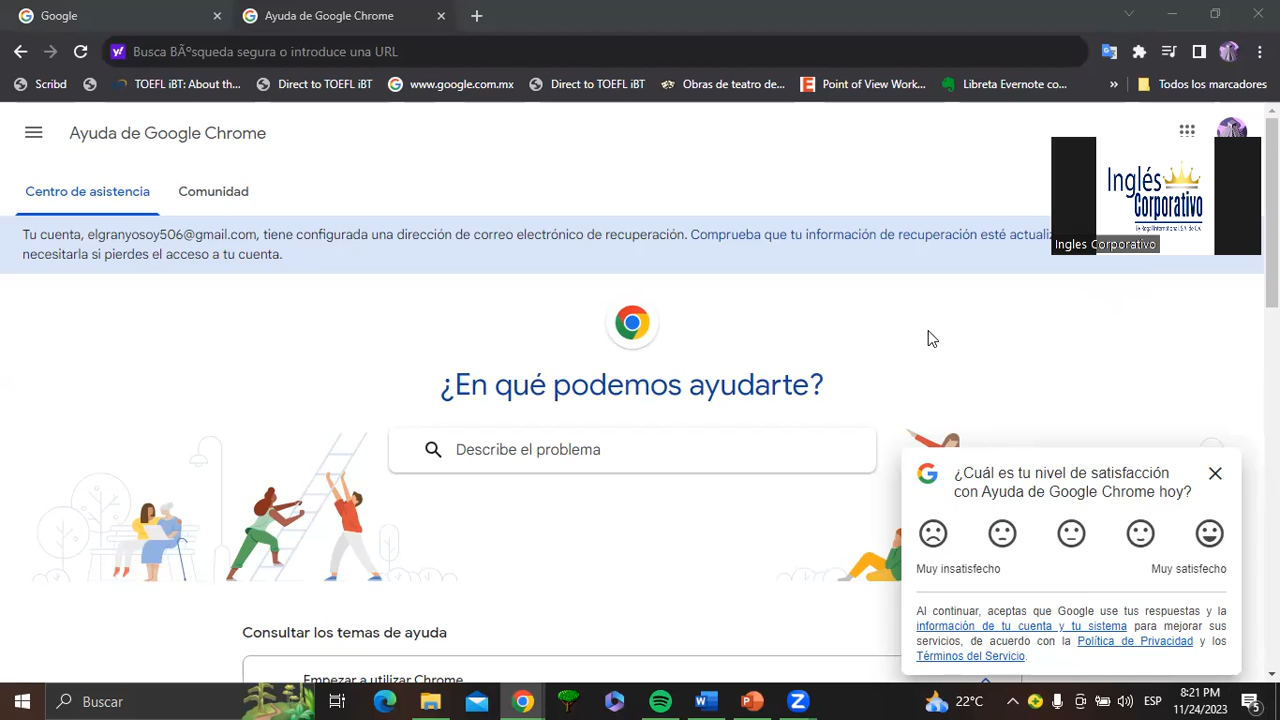 Google
Ayuda de Google Chrome
Busca BÃºsqueda segura o introduce una URL
Scribd
TOEFL iBT: About th...
Direct to TOEFL iBT
www.google.com.mx
Direct to TOEFL iBT
Obras de teatro de...
Point of View Work...
Libreta Evernote co...
»
Todos los marcadores
Ayuda de Google Chrome
Centro de asistencia
Comunidad
Inglés
Corporativo
Ingles Corporativo
Tu cuenta, elgranyosoy506@gmail.com, tiene configurada una dirección de correo electrónico de recuperación. Comprueba que tu información de recuperación esté actualiz
necesitarla si pierdes el acceso a tu cuenta.
¿En qué podemos ayudarte?
Describe el problema
¿Cuál es tu nivel de satisfacción
con Ayuda de Google Chrome hoy?
Muy insatisfecho
Muy satisfecho
Al continuar, aceptas que Google use tus respuestas y la
información de tu cuenta y tu sistema para mejorar sus
servicios, de acuerdo con la Política de Privacidad y los
Términos del Servicio.
Consultar los temas de ayuda
Empezar a utilizar Chrome
Buscar
22°C
ESP
8:21 PM
11/24/2023
5